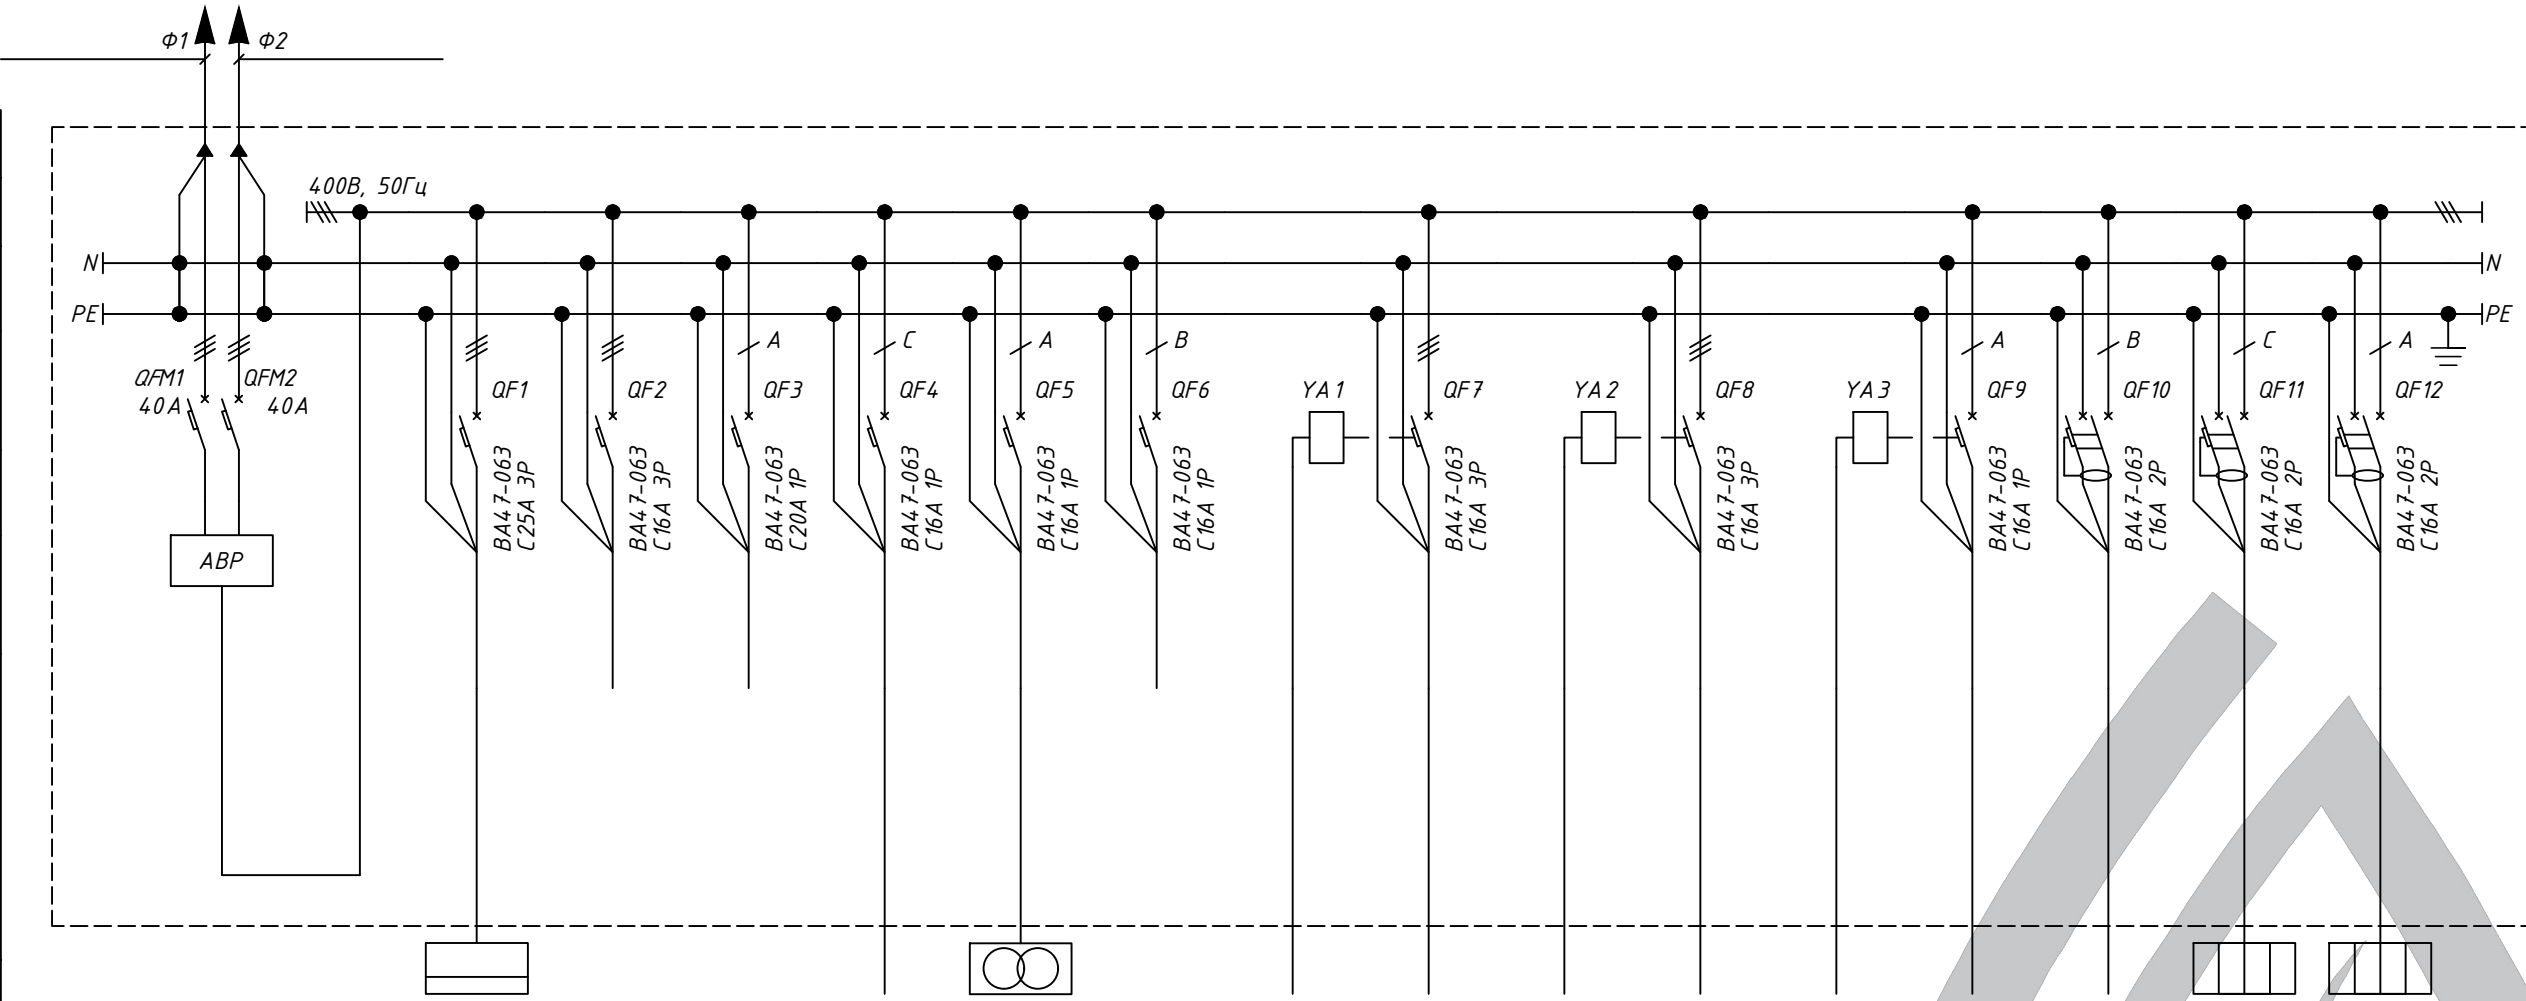 Ф1
Ф2
400В, 50Гц
N
N
PE
PE
A
C
A
B
A
B
C
A
QFM1
40А
QFM2
40А
QF1
QF2
QF3
QF4
QF5
QF6
YA1
QF7
YA2
QF8
YA3
QF9
QF10
QF11
QF12
ВА47-063
С25А 3Р
ВА47-063
С16А 3Р
ВА47-063
С20А 1Р
ВА47-063
С16А 1Р
ВА47-063
С16А 1Р
ВА47-063
С16А 1Р
ВА47-063
С16А 3Р
ВА47-063
С16А 3Р
ВА47-063
С16А 1Р
ВА47-063
С16А 2Р
ВА47-063
С16А 2Р
ВА47-063
С16А 2Р
АВР